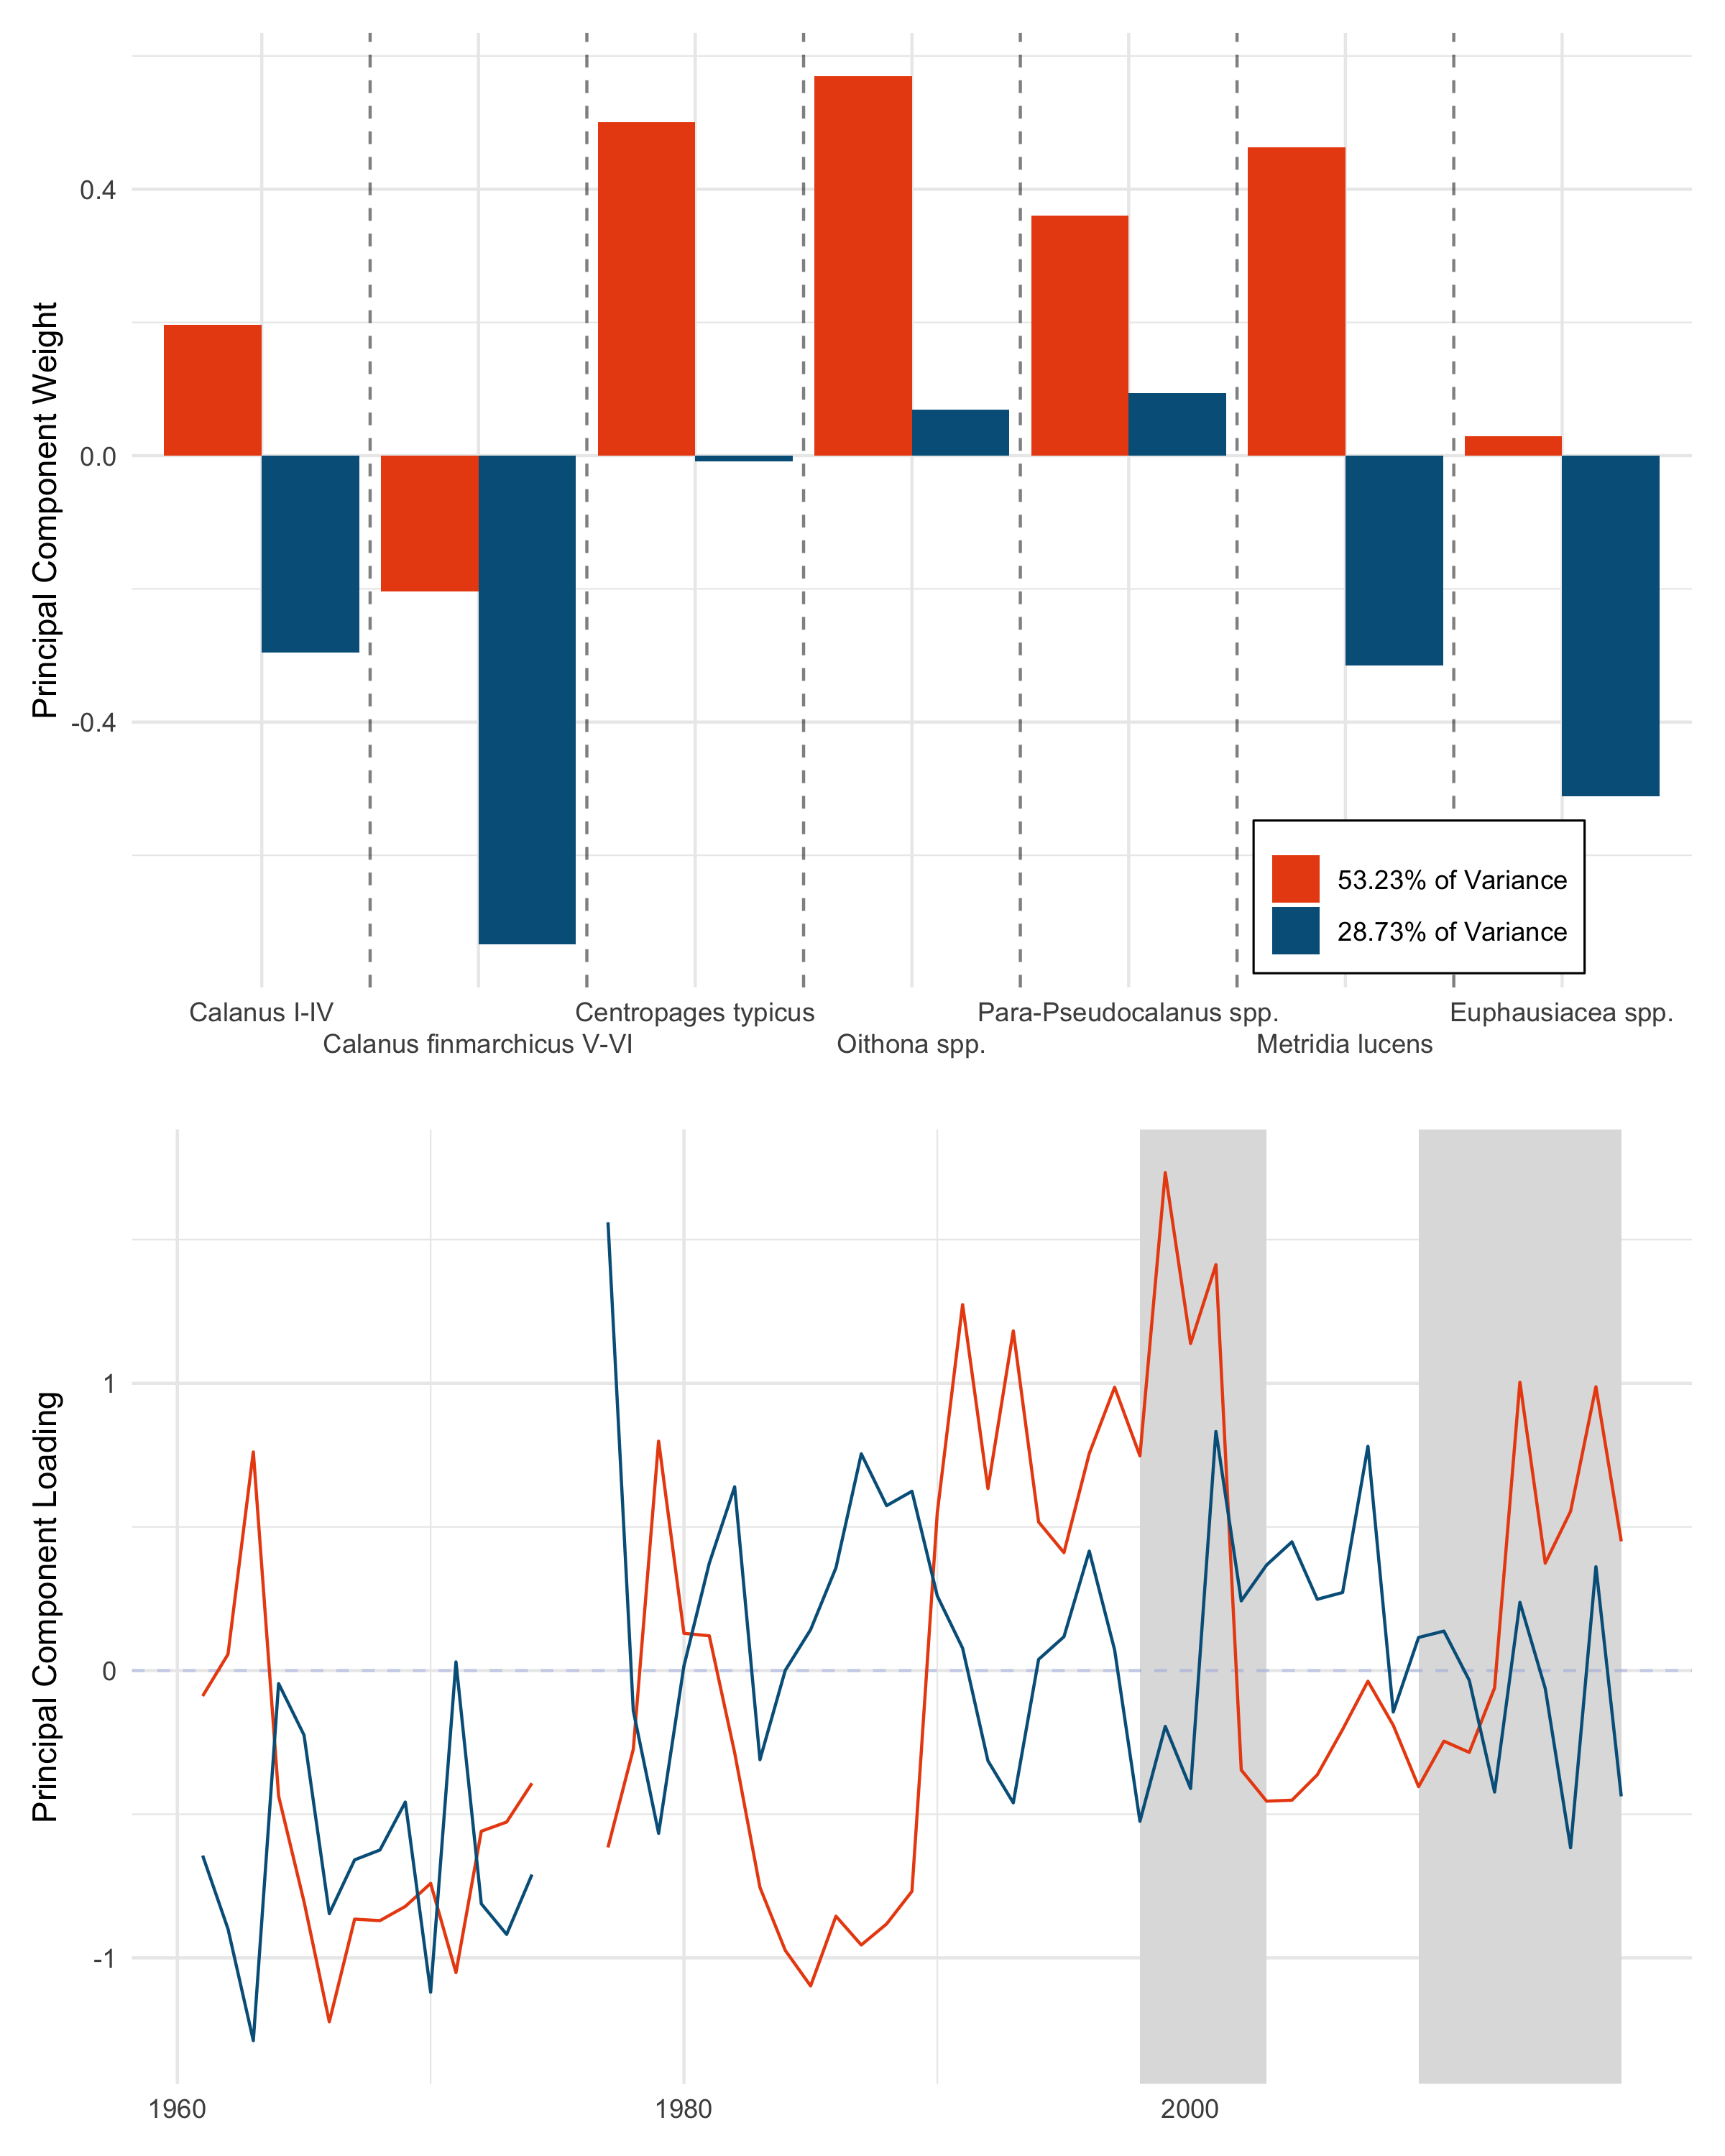 Principal Component Weight
0.4
0.0
-0.4
53.23% of Variance
28.73% of Variance
Calanus I-IV
Centropages typicus
Para-Pseudocalanus spp.
Euphausiacea spp.
Calanus finmarchicus V-VI
Oithona spp.
Metridia lucens
Principal Component Loading
1
0
-1
1960
1980
2000